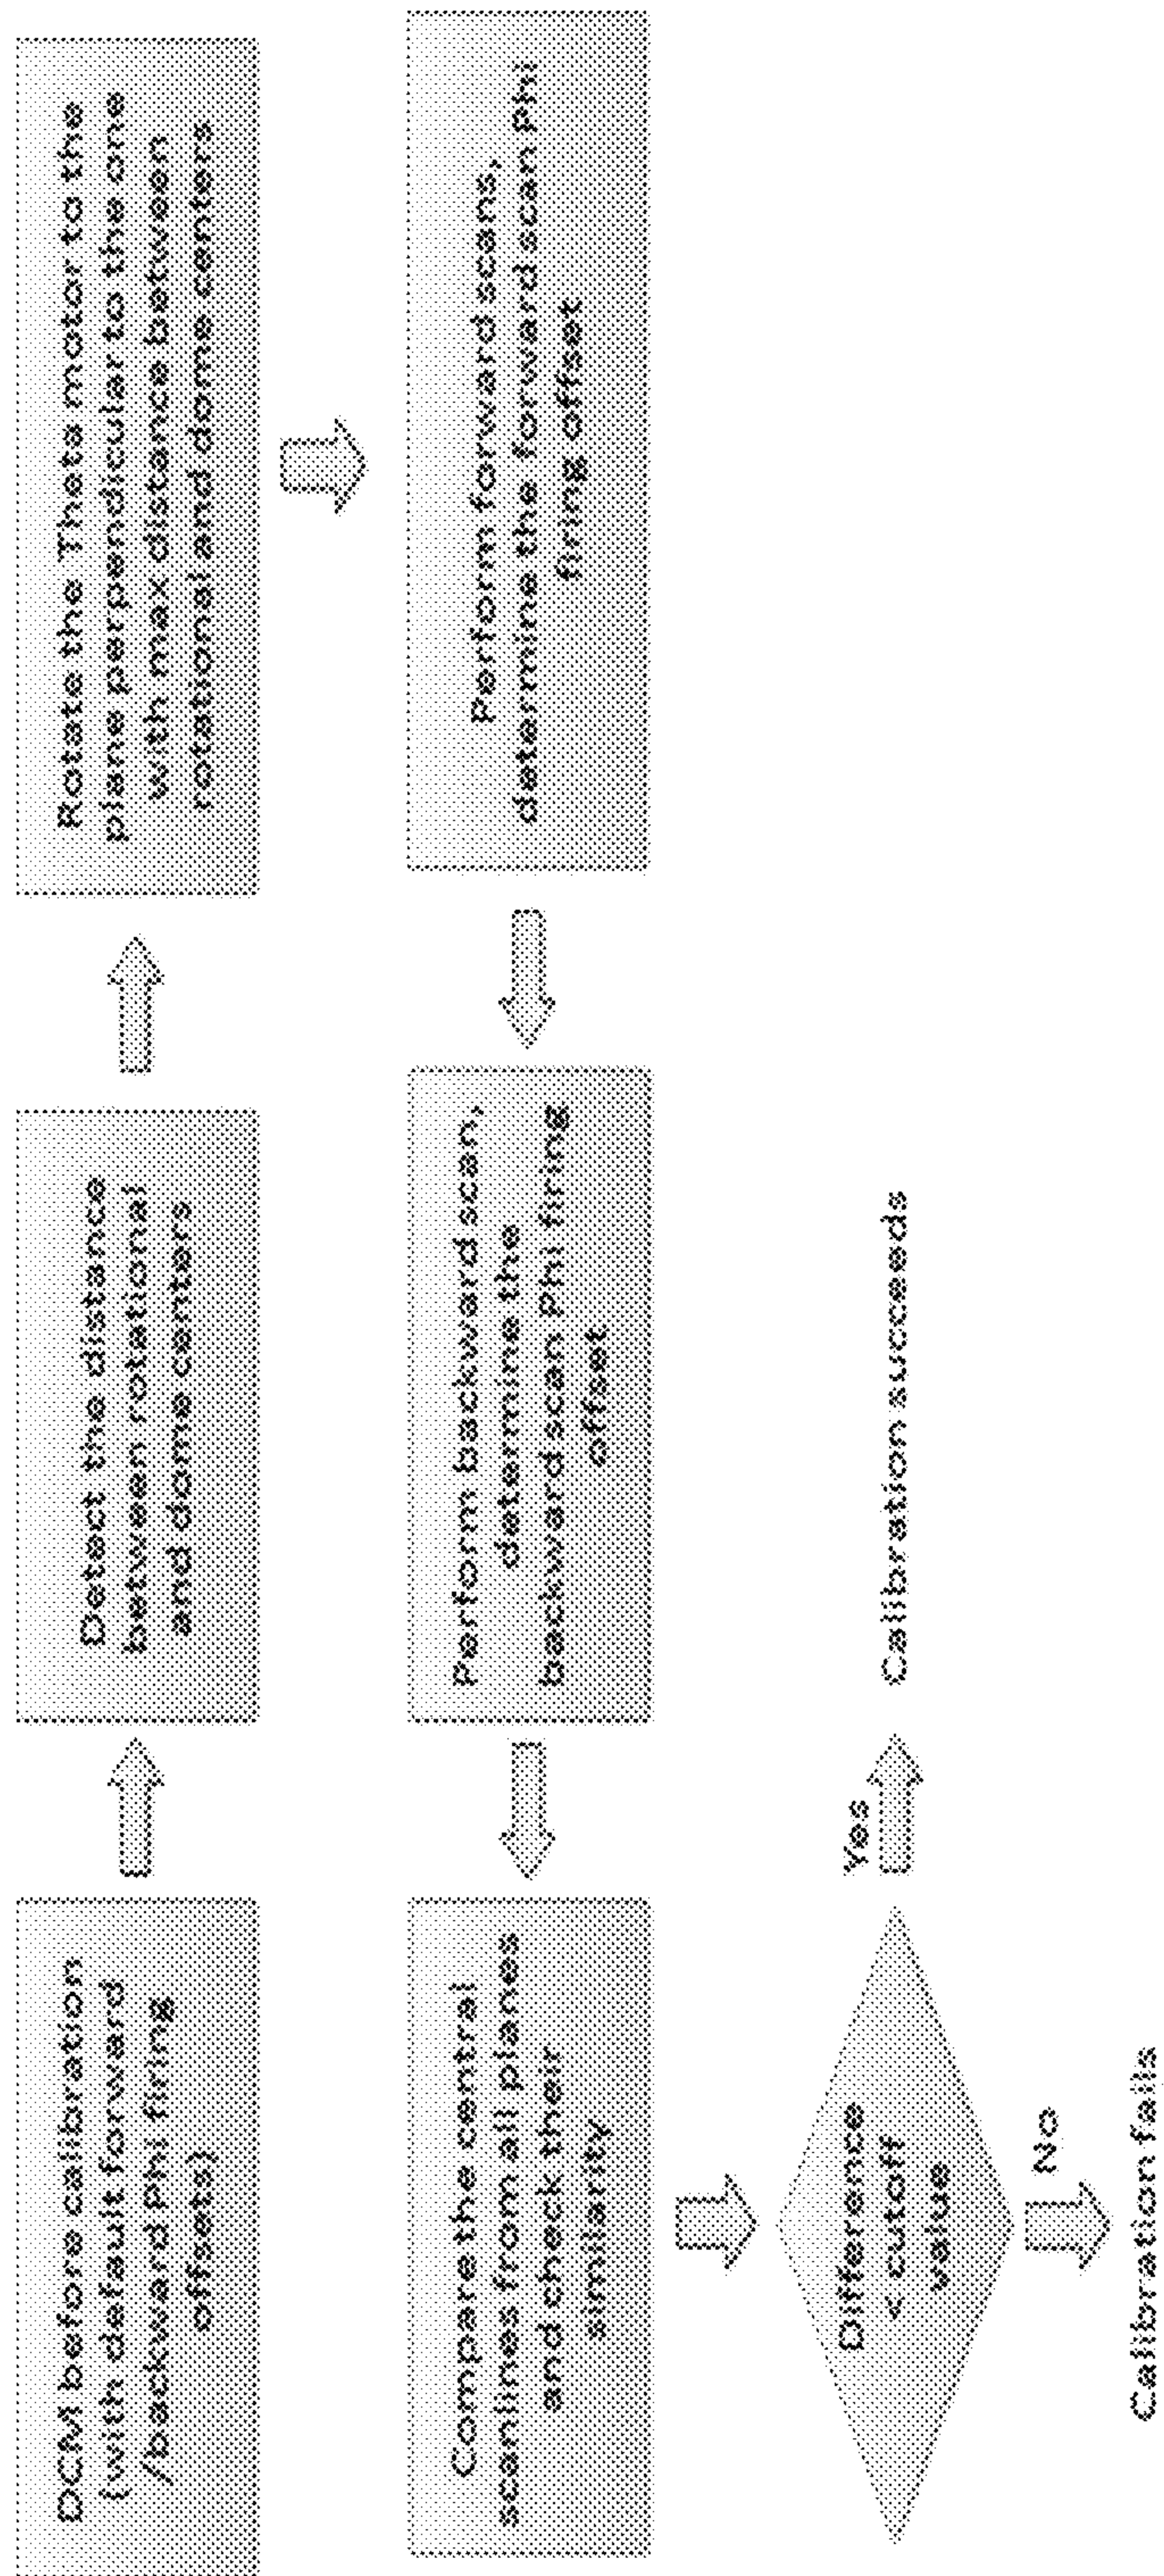 DCM before calibration
(with default forward
/backward Phi firing
offsets)
Detect the distance
between rotational
and dome centers
Rotate the Theta motor to the
plane perpendicular to the one
with max distance between
rotational and dome centers
Perform forward scans,
determine the forward scan Phi
firing offset
Perform backward scan,
determine the
backward scan Phi firing
offset
Compare the central
scanlines from all planes
and check their
similarity
Difference
< cutoff
value
Yes
Calibration succeeds
No
Calibration fails